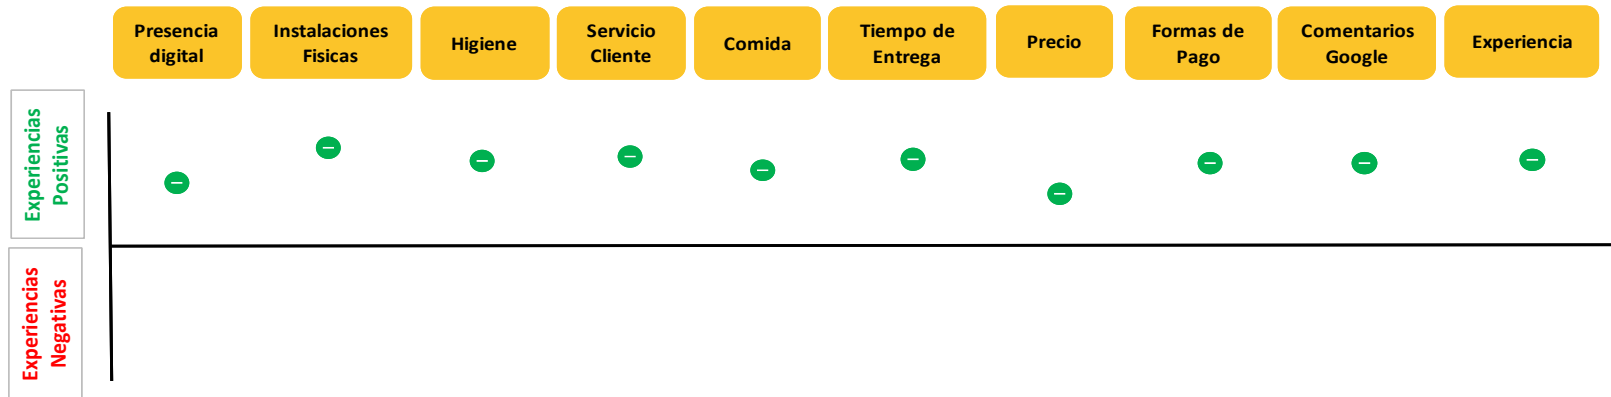 Presencia
digital
Instalaciones
Fisicas
Higiene
Servicio
Cliente
Comida
Tiempo de
Entrega
Precio
Formas de
Pago
Comentarios
Google
Experiencia
Experiencias
Positivas
Experiencias
Negativas